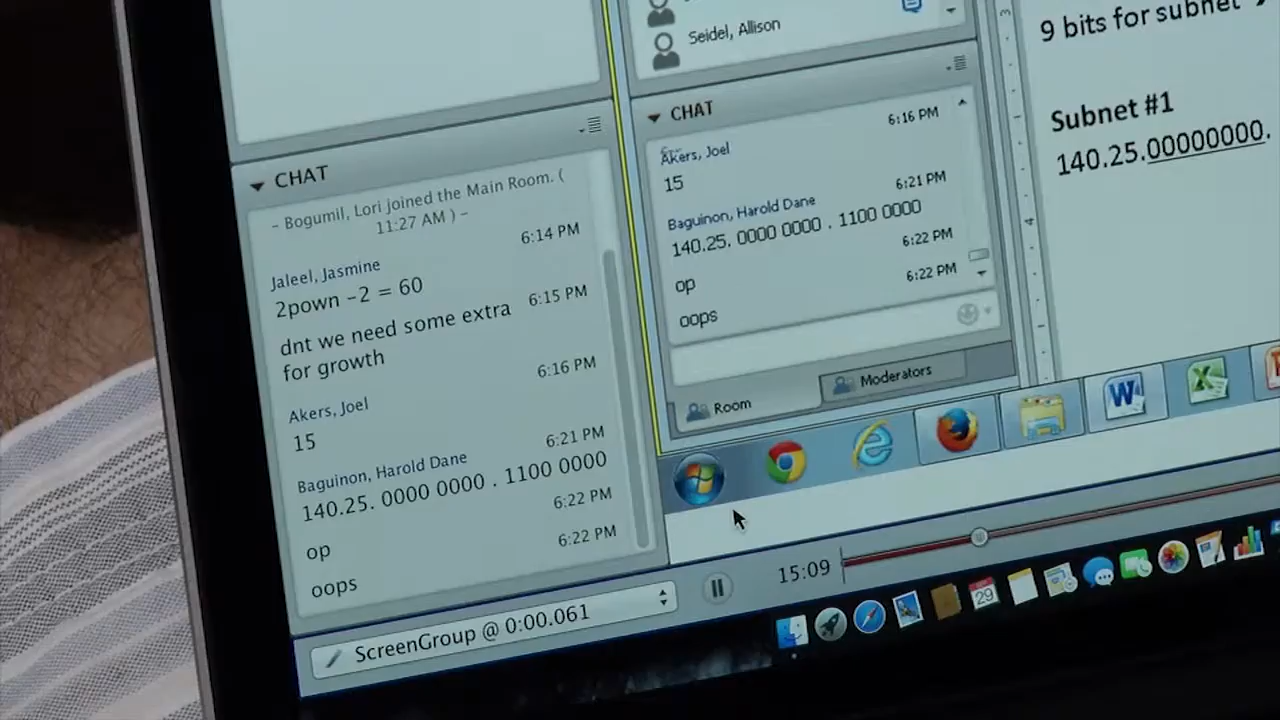 CHAT
- Bogumil, Lori joined the Main Room. (
11:27 AM ) -
6:14 PM
Jaleel, Jasmine
2pown -2 = 60
6:15 PM
dnt we need some extra
for growth
6:16 PM
Akers, Joel
15
6:21 PM
Baguinon, Harold Dane
140.25. 0000 0000 . 1100 0000
6:22 PM
op
6:22 PM
oops
ScreenGroup @ 0:00.061
Seidel, Allison
CHAT
6:16 PM
Akers, Joel
15
6:21 PM
Baguinon, Harold Dane
140.25. 0000 0000 . 1100 0000
6:22 PM
op
6:22 PM
oops
Room
Moderators
15:09
9 bits for subnet
Subnet #1
140.25.00000000.
3
4
W
X
29